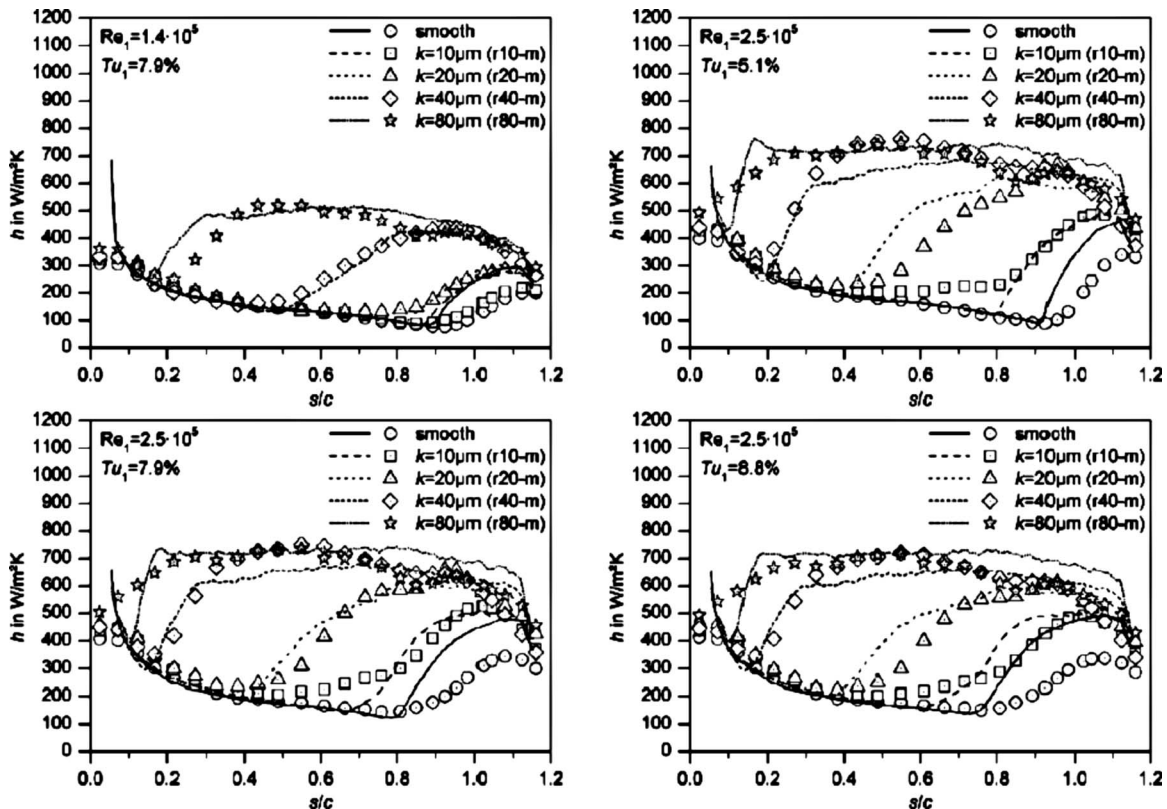 1200
1100
1000
900
800
700
600
500
400
300
200
100
0
h in W/m²K
Re₁=1.4·10⁵
Tu₁=7.9%
smooth
k=10µm (r10-m)
k=20µm (r20-m)
k=40µm (r40-m)
k=80µm (r80-m)
0.0 0.2 0.4 0.6 0.8 1.0 1.2
s/c
1200
1100
1000
900
800
700
600
500
400
300
200
100
0
h in W/m²K
Re₁=2.5·10⁵
Tu₁=5.1%
smooth
k=10µm (r10-m)
k=20µm (r20-m)
k=40µm (r40-m)
k=80µm (r80-m)
0.0 0.2 0.4 0.6 0.8 1.0 1.2
s/c
1200
1100
1000
900
800
700
600
500
400
300
200
100
0
h in W/m²K
Re₁=2.5·10⁵
Tu₁=7.9%
smooth
k=10µm (r10-m)
k=20µm (r20-m)
k=40µm (r40-m)
k=80µm (r80-m)
0.0 0.2 0.4 0.6 0.8 1.0 1.2
s/c
1200
1100
1000
900
800
700
600
500
400
300
200
100
0
h in W/m²K
Re₁=2.5·10⁵
Tu₁=8.8%
smooth
k=10µm (r10-m)
k=20µm (r20-m)
k=40µm (r40-m)
k=80µm (r80-m)
0.0 0.2 0.4 0.6 0.8 1.0 1.2
s/c